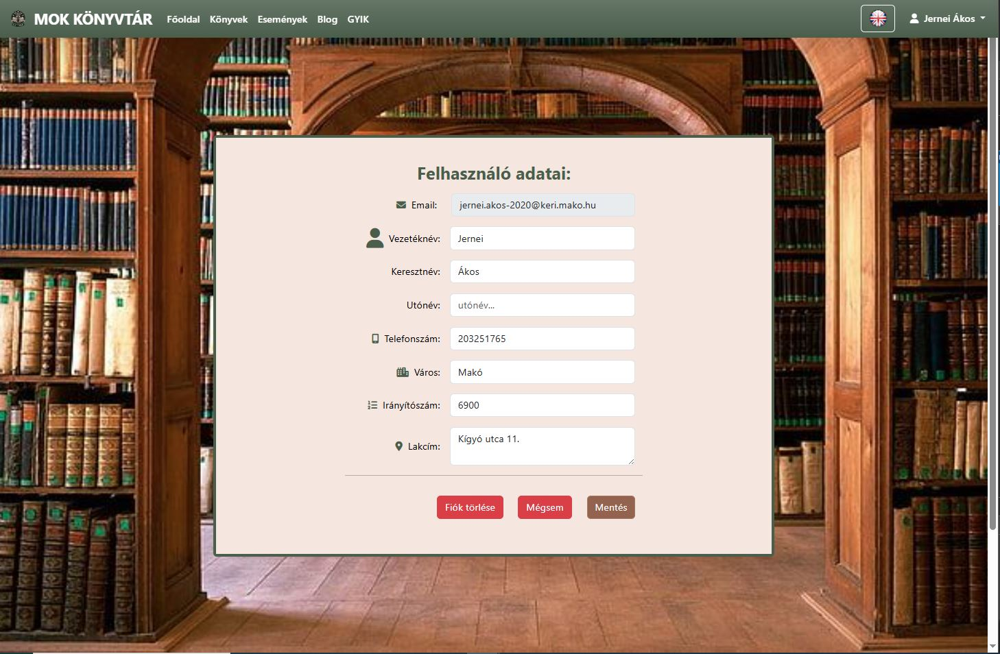 MOK KÖNYVTÁR Főoldal Könyvek Események Blog GYIK Jernei Ákos
Felhasználó adatai:
Email: jernei.akos-2020@keri.mako.hu
Vezetéknév: Jernei
Keresztnév: Ákos
Utónév: utónév...
Telefonszám: 203251765
Város: Makó
Irányítószám: 6900
Lakcím: Kígyó utca 11.
Fiók törlése Mégsem Mentés